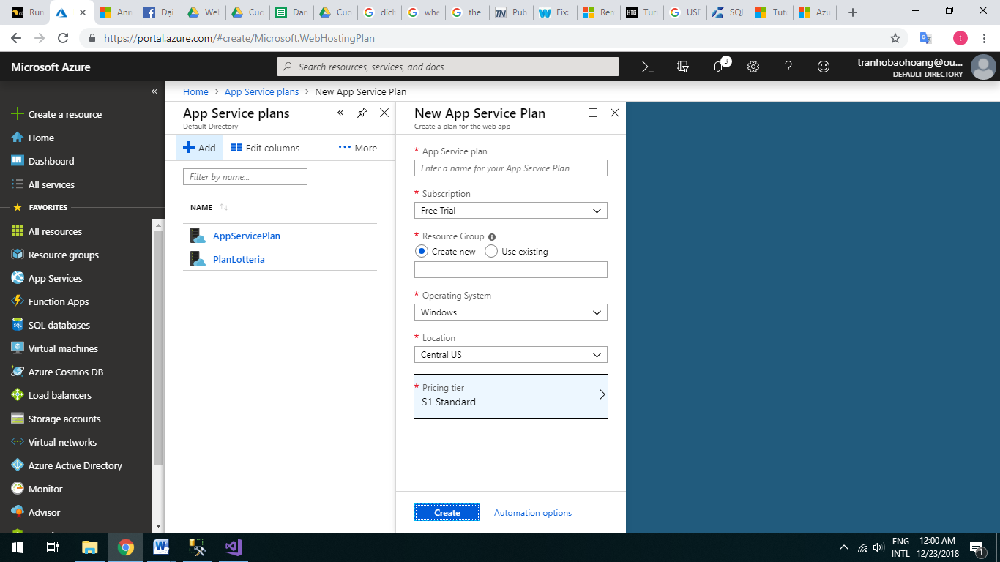 Run
Ann
Đại
Web
Cuc
Dar
Cuc
dich
whe
the
Pub
Fix:
Ren
Tur
USE
SQL
Tut
Azu
https://portal.azure.com/#create/Microsoft.WebHostingPlan
t
Microsoft Azure
Search resources, services, and docs
3
tranhobaohoang@ou...
DEFAULT DIRECTORY
Create a resource
Home
Dashboard
All services
FAVORITES
All resources
Resource groups
App Services
Function Apps
SQL databases
Virtual machines
Azure Cosmos DB
Load balancers
Storage accounts
Virtual networks
Azure Active Directory
Monitor
Advisor
Home > App Service plans > New App Service Plan
App Service plans
Default Directory
Add
Edit columns
More
Filter by name...
NAME
AppServicePlan
PlanLotteria
New App Service Plan
Create a plan for the web app
* App Service plan
Enter a name for your App Service Plan
* Subscription
Free Trial
* Resource Group
Create new
Use existing
* Operating System
Windows
* Location
Central US
* Pricing tier
S1 Standard
Create
Automation options
ENG
INTL
12:00 AM
12/23/2018
1